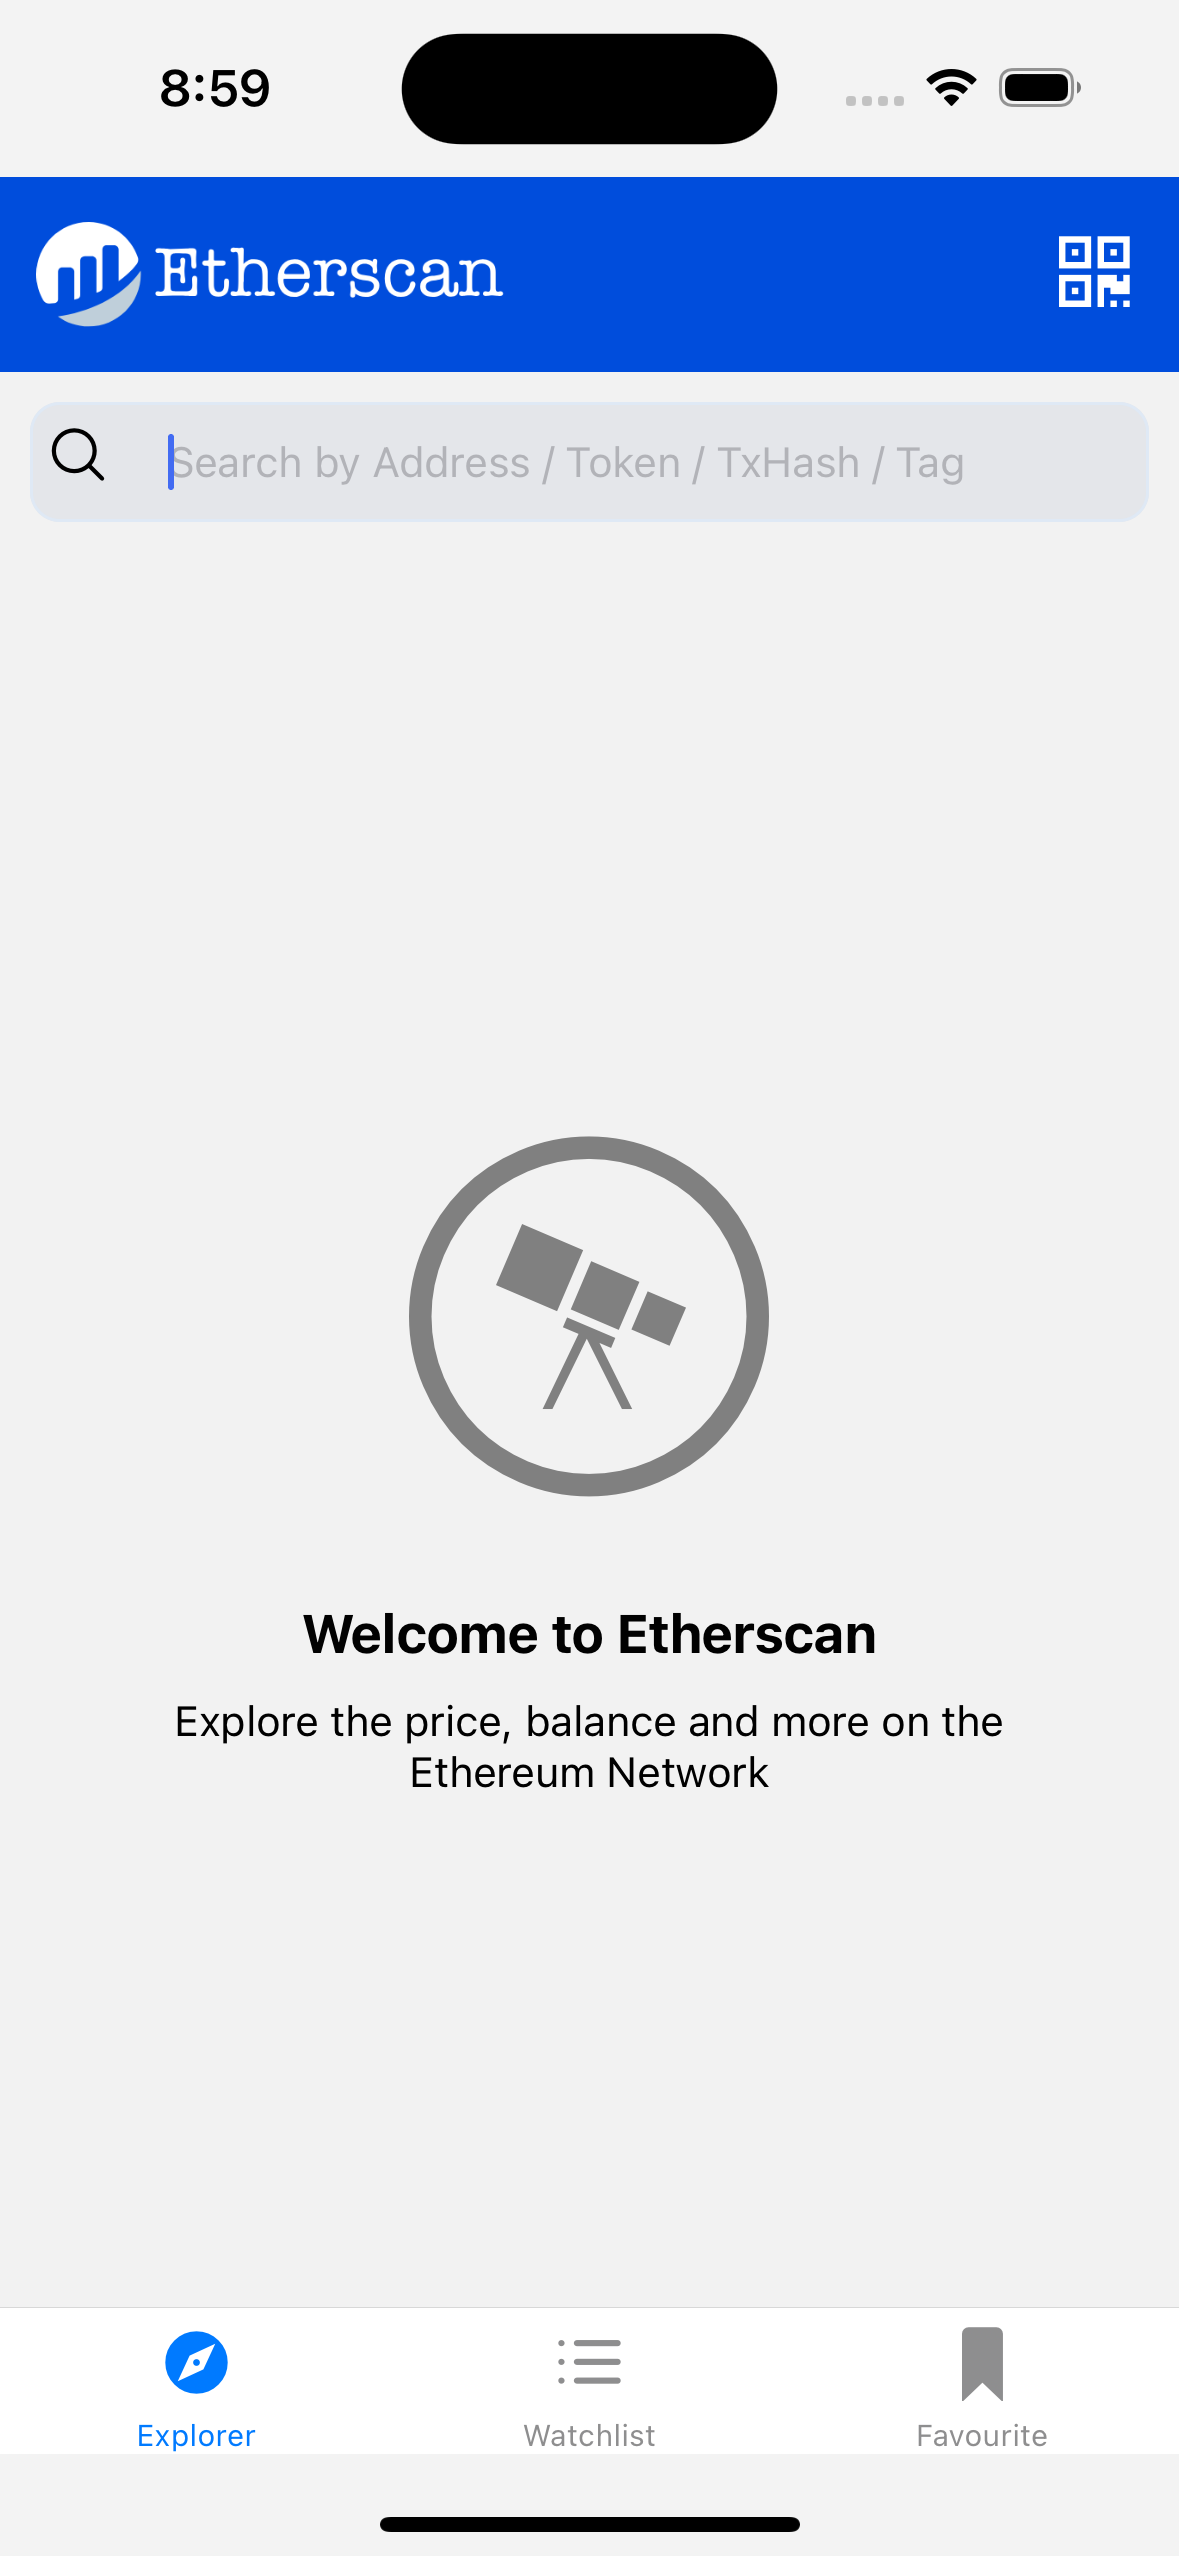 8:59
Etherscan
Search by Address / Token / TxHash / Tag
Welcome to Etherscan
Explore the price, balance and more on the
Ethereum Network
Explorer
Watchlist
Favourite